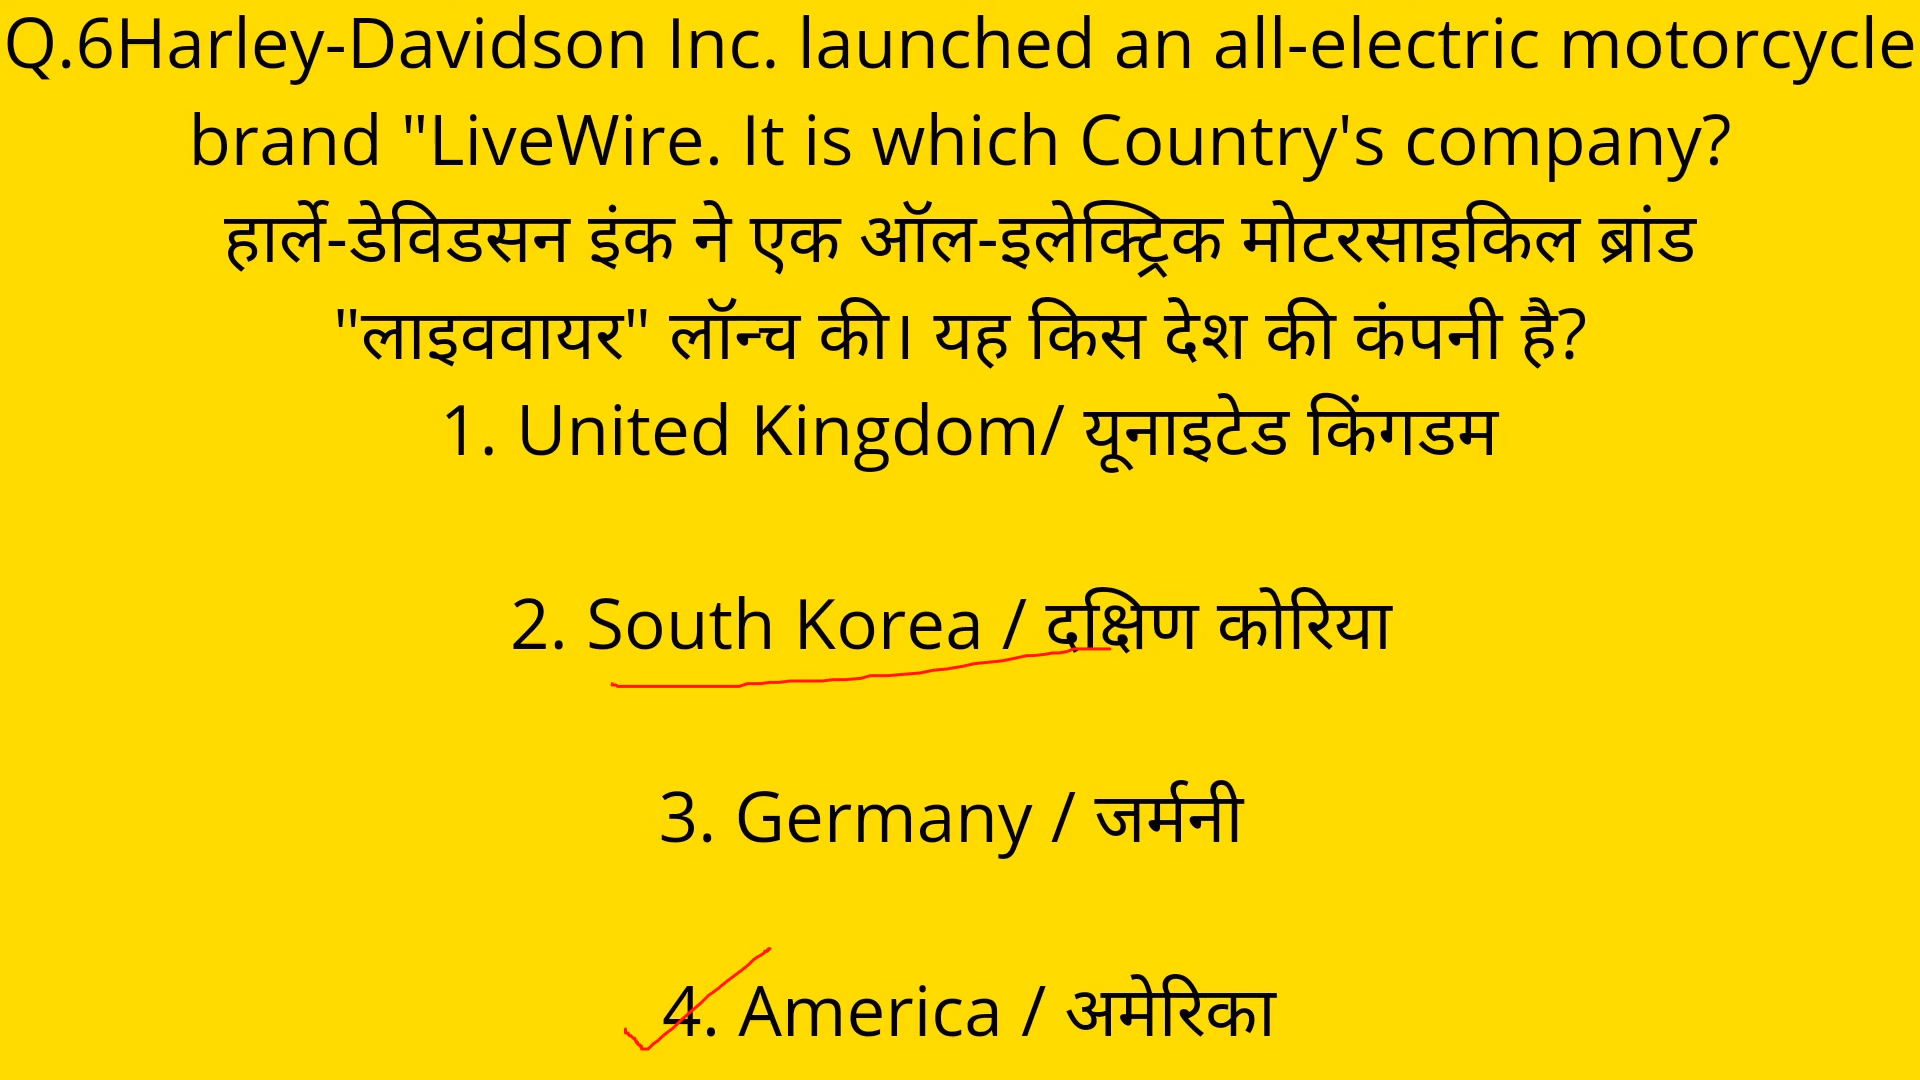 Q.6Harley-Davidson Inc. launched an all-electric motorcycle
brand "LiveWire. It is which Country's company?
हार्ले-डेविडसन इंक ने एक ऑल-इलेक्ट्रिक मोटरसाइकिल ब्रांड
"लाइववायर" लॉन्च की। यह किस देश की कंपनी है?
1. United Kingdom/ यूनाइटेड किंगडम
2. South Korea / दक्षिण कोरिया
3. Germany / जर्मनी
4. America / अमेरिका